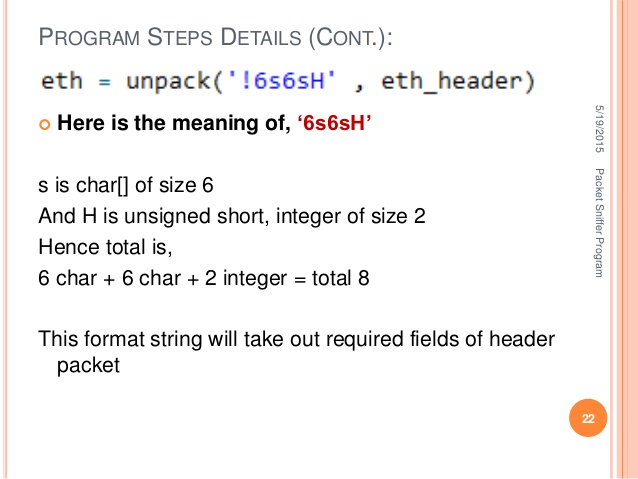 PROGRAM STEPS DETAILS (CONT.):
eth = unpack('!6s6sH' , eth_header)
Here is the meaning of, ‘6s6sH’
s is char[] of size 6
And H is unsigned short, integer of size 2
Hence total is,
6 char + 6 char + 2 integer = total 8
This format string will take out required fields of header
packet
5/19/2015
Packet Sniffer Program
22